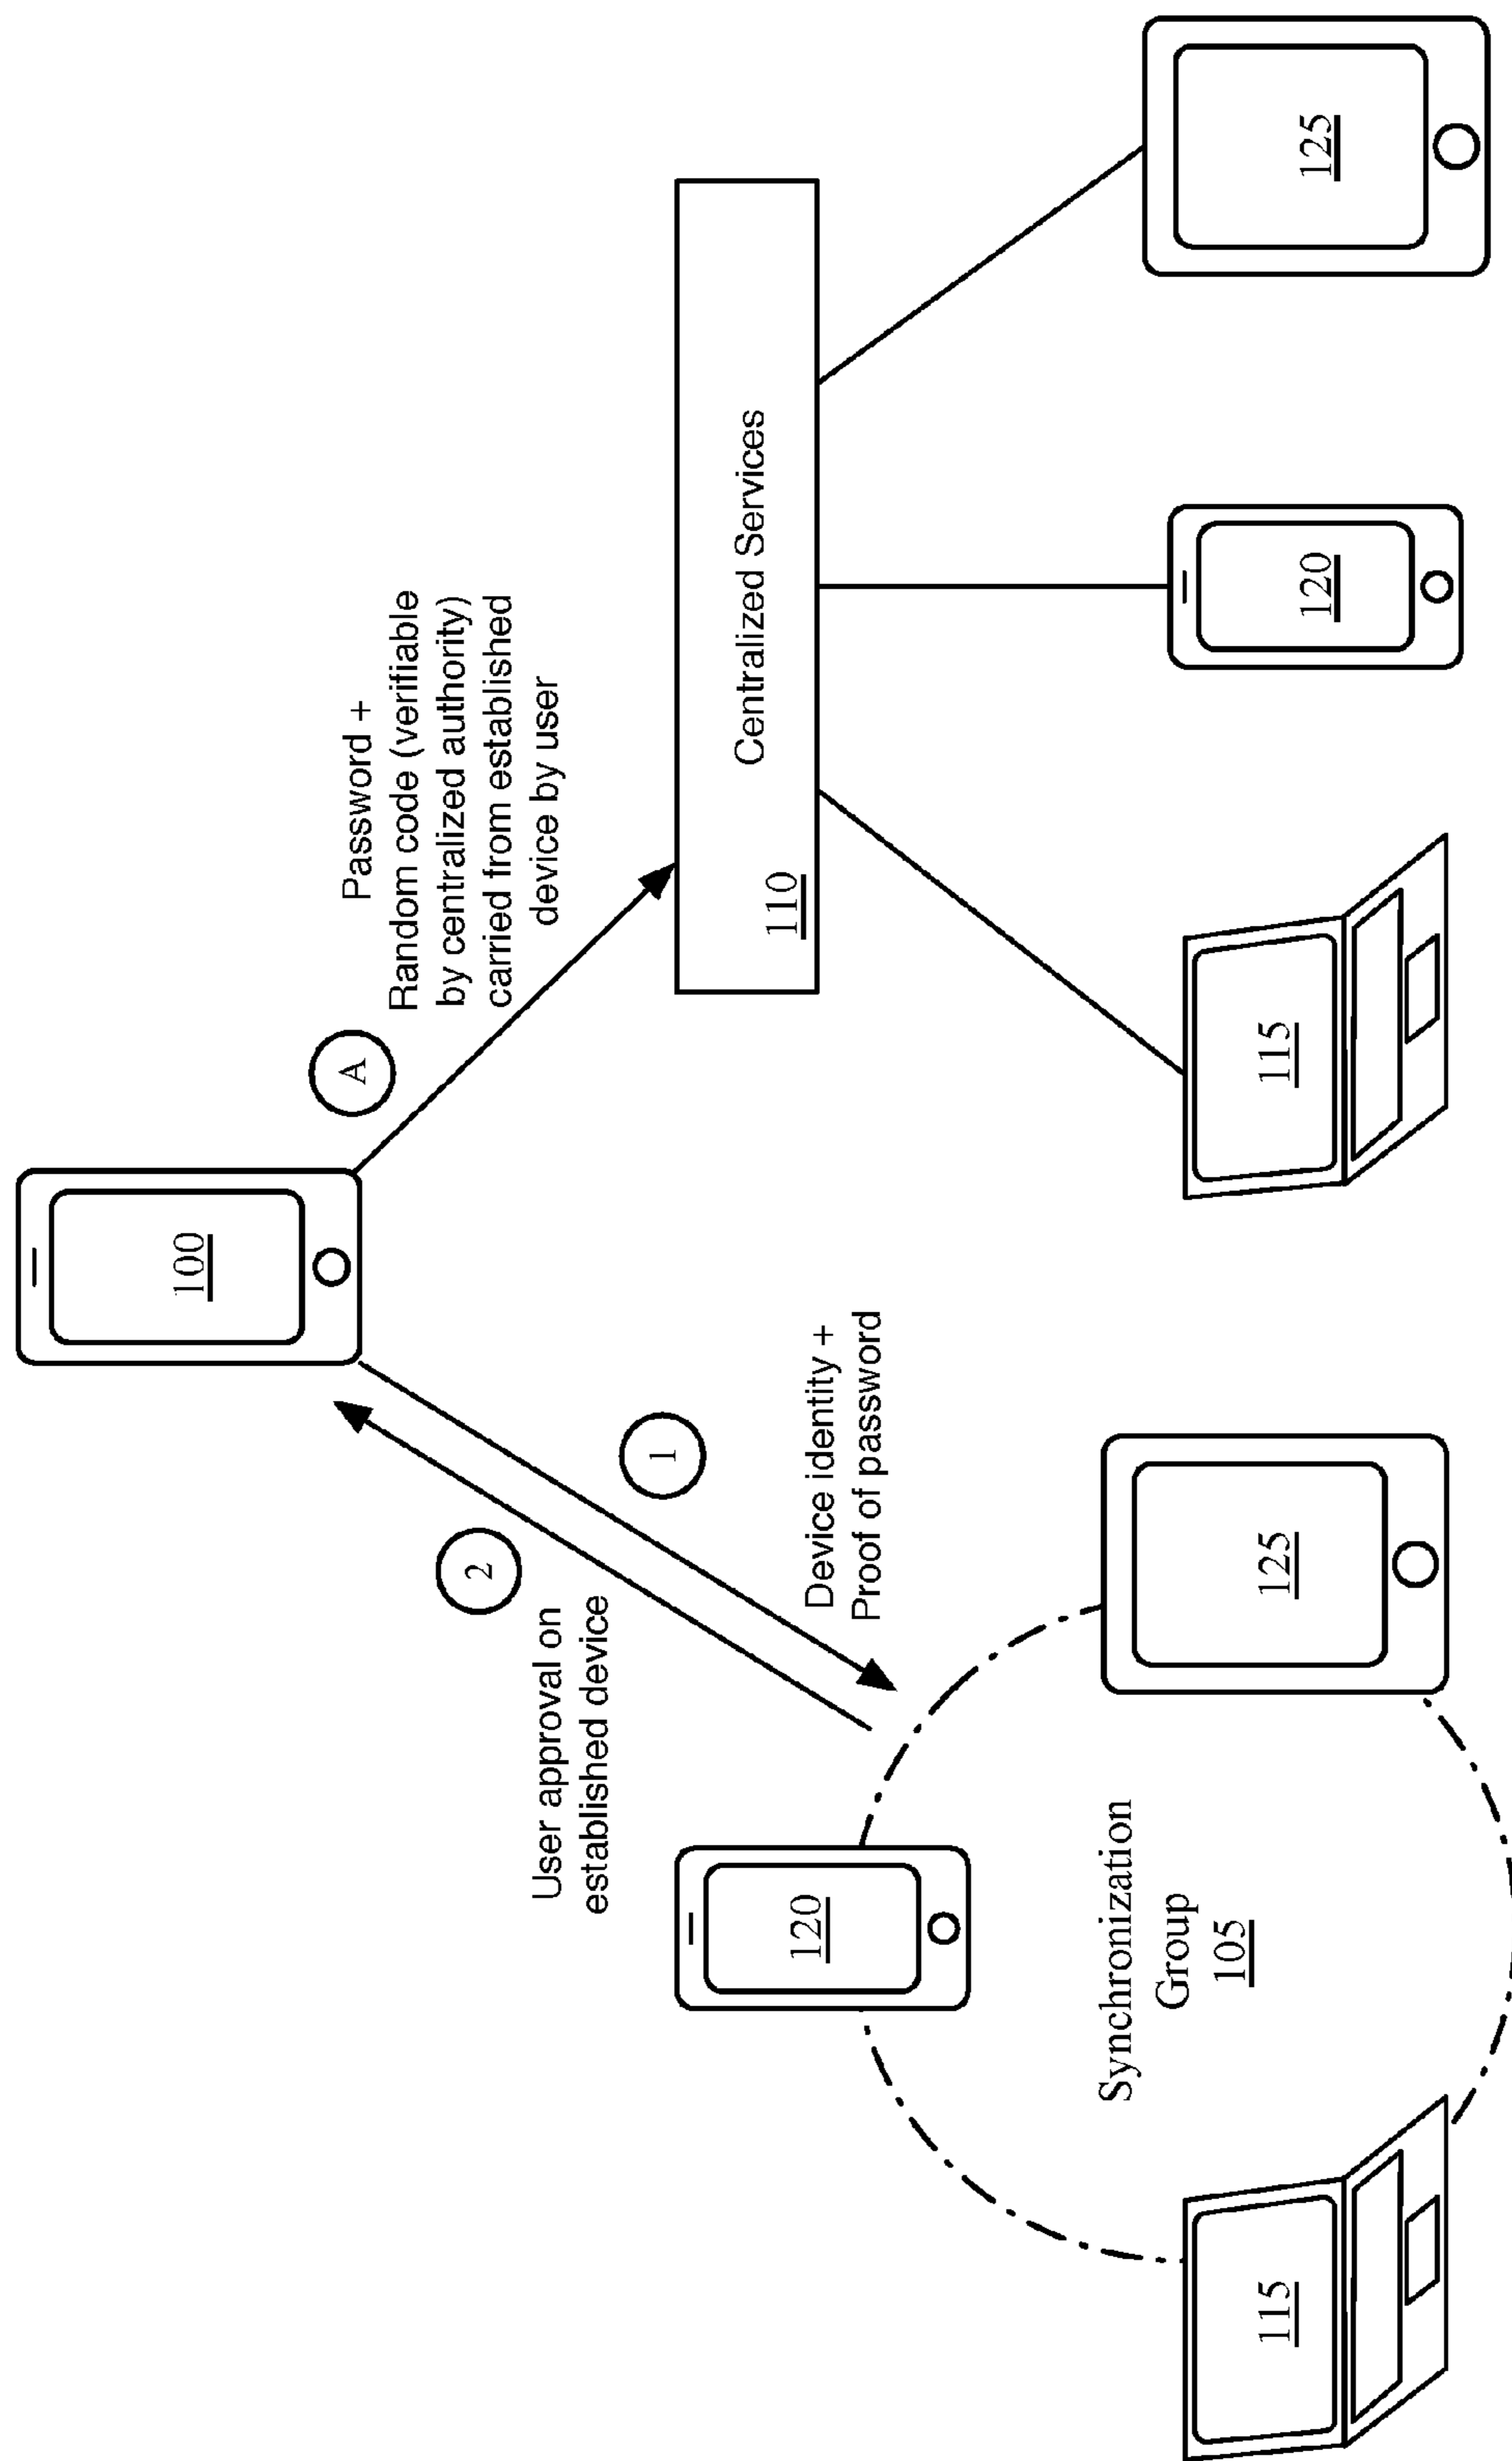 100
A
Password +
Random code (verifiable
by centralized authority)
carried from established
device by user
2
User approval on
established device
1
Device identity +
Proof of password
120
Synchronization
Group
105
115
125
110
Centralized Services
115
120
125